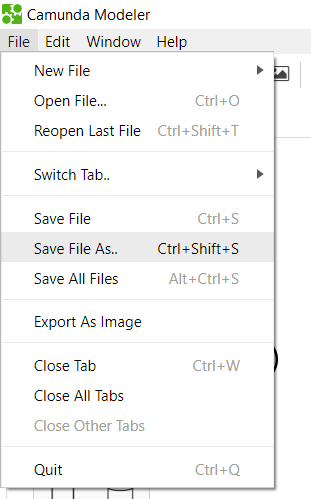 Camunda Modeler
File Edit Window Help
New File
Open File... Ctrl+O
Reopen Last File Ctrl+Shift+T
Switch Tab..
Save File Ctrl+S
Save File As.. Ctrl+Shift+S
Save All Files Alt+Ctrl+S
Export As Image
Close Tab Ctrl+W
Close All Tabs
Close Other Tabs
Quit Ctrl+Q